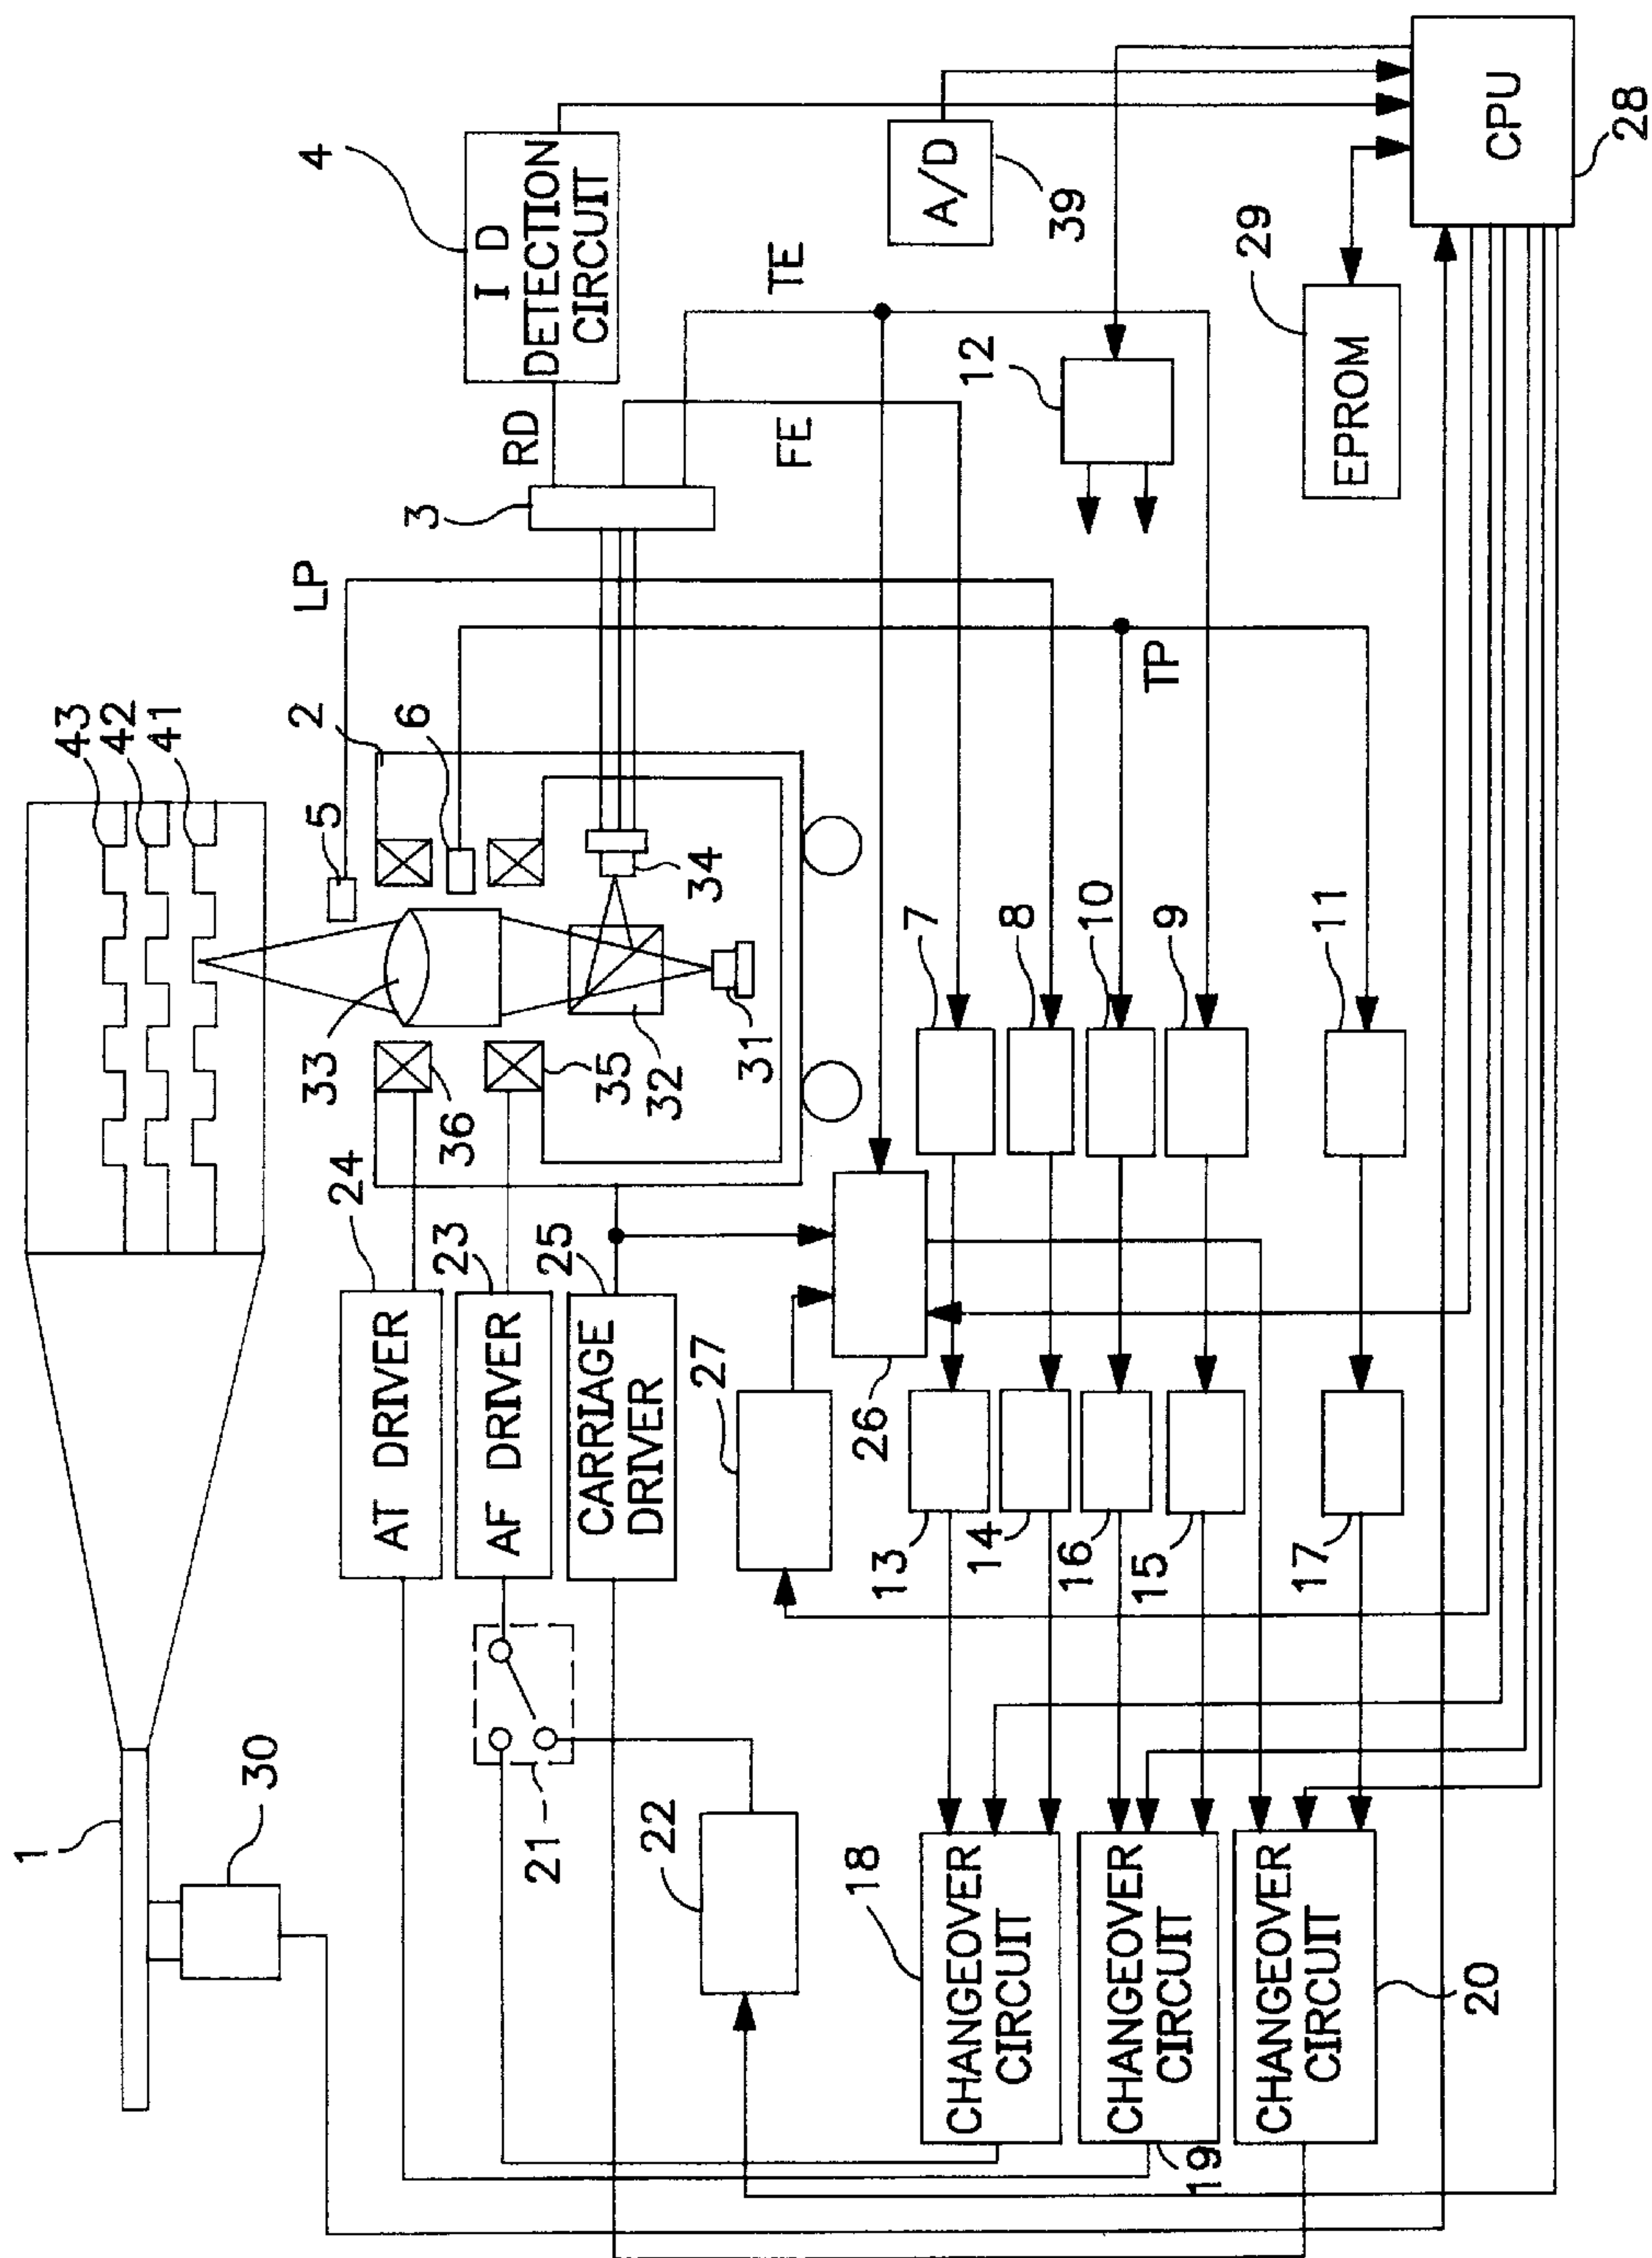 1
30
43
42
41
2
LP
4
5
33
24
6
3
I D
DETECTION
CIRCUIT
AT DRIVER
36
RD
23
AF DRIVER
21
25
CARRIAGE
DRIVER
35
32
34
22
27
31
TE
FE
18
13
26
7
A/D
39
CHANGEOVER
CIRCUIT
14
8
12
16
10
CHANGEOVER
CIRCUIT
19
15
9
TP
29
EPROM
CHANGEOVER
CIRCUIT
20
17
11
CPU
28